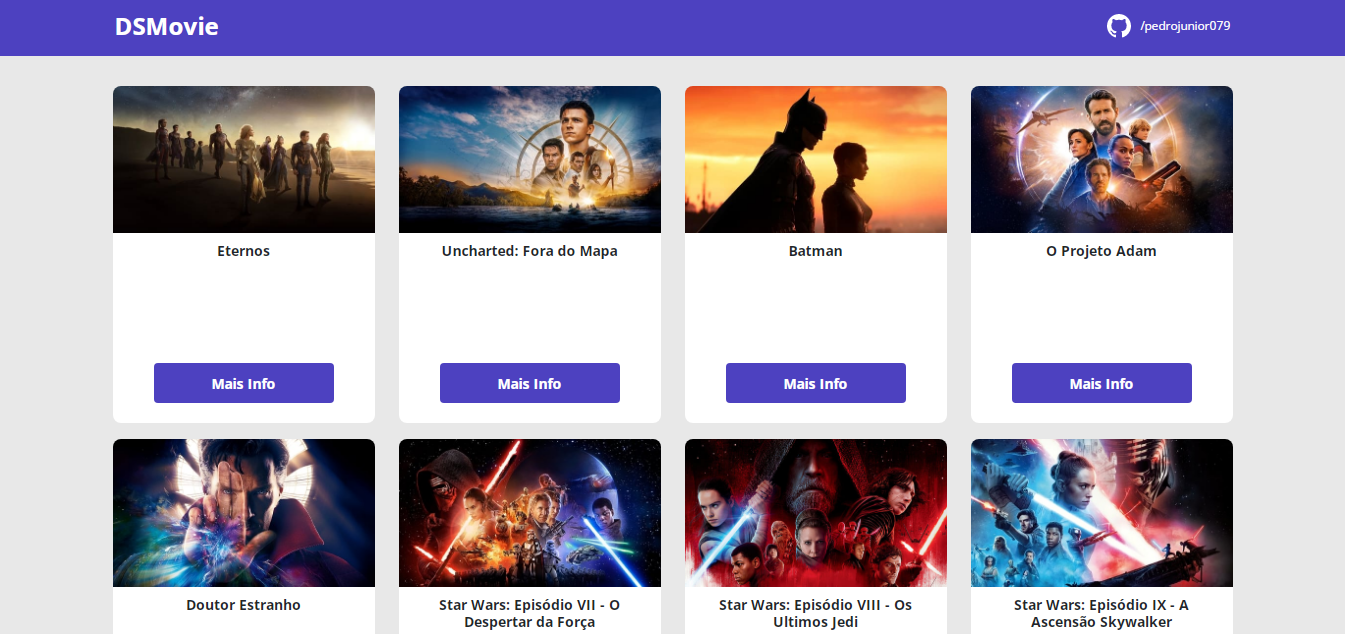 DSMovie
/pedrojunior079
Eternos
Uncharted: Fora do Mapa
Batman
O Projeto Adam
Mais Info
Mais Info
Mais Info
Mais Info
Doutor Estranho
Star Wars: Episódio VII - O
Despertar da Força
Star Wars: Episódio VIII - Os
Ultimos Jedi
Star Wars: Episódio IX - A
Ascensão Skywalker